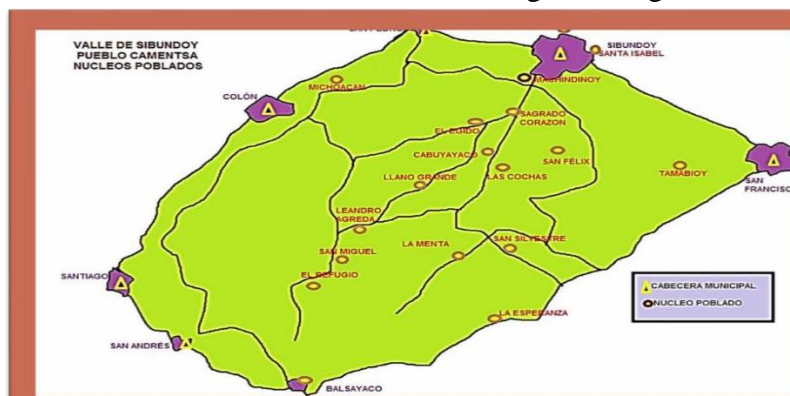 VALLE DE SIBUNDOY
PUEBLO CAMENTSA
NUCLEOS POBLADOS
SIBUNDOY
SANTA ISABEL
MACHINDINOY
MICHOACAN
COLÓN
SAGRADO
CORAZON
EL EGIDO
CABUYAYACO
SAN FÉLIX
LLANO GRANDE
LAS COCHAS
TAMABIOY
SAN
FRANCISC
LEANDRO
AGREDA
SAN MIGUEL
LA MENTA
SAN SILVESTRE
SANTIAGO
EL REFUGIO
CABECERA MUNICIPAL
NUCLEO POBLADO
LA ESPERANZA
SAN ANDRÉS
BALSAYACO